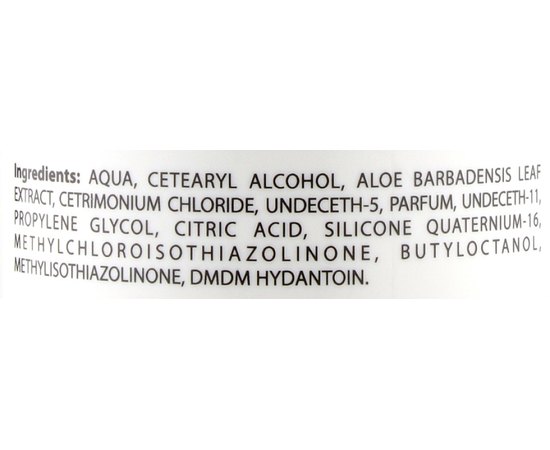 Ingredients: AQUA, CETEARYL ALCOHOL, ALOE BARBADENSIS LEAF
EXTRACT, CETRIMONIUM CHLORIDE, UNDECETH-5, PARFUM, UNDECETH-11,
PROPYLENE GLYCOL, CITRIC ACID, SILICONE QUATERNIUM-16,
METHYLCHLOROISOTHIAZOLINONE, BUTYLOCTANOL,
METHYLISOTHIAZOLINONE, DMDM HYDANTOIN.